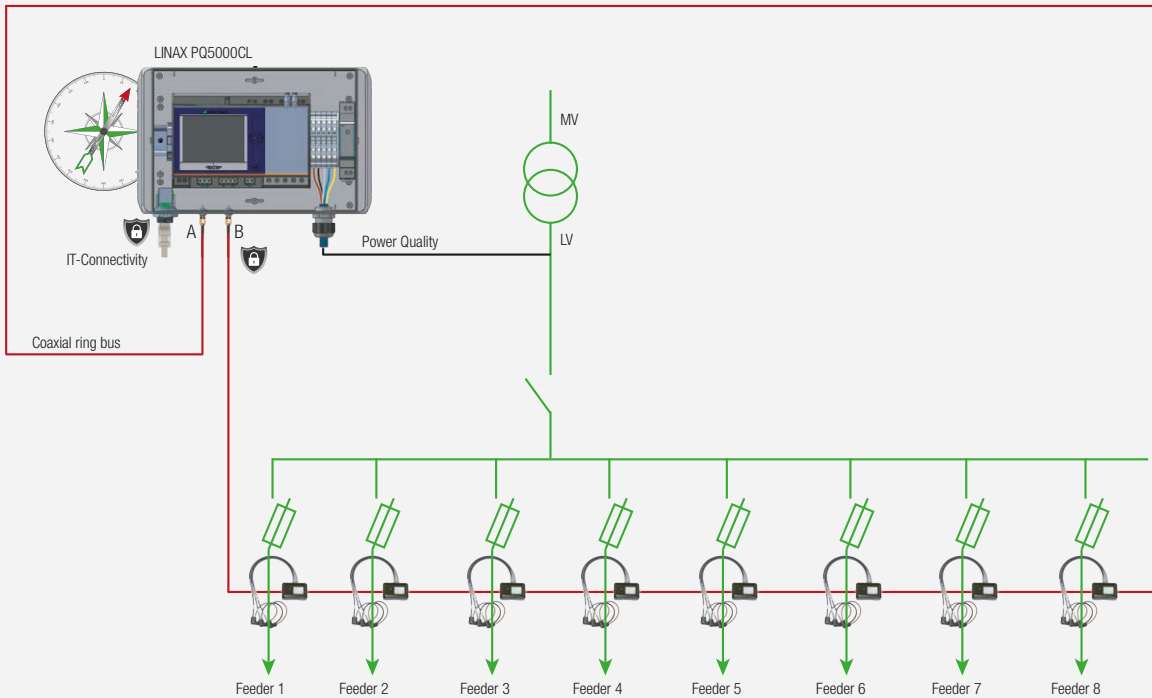 LINAX PQ5000CL
MV
LV
A
B
Power Quality
IT-Connectivity
Coaxial ring bus
Feeder 1
Feeder 2
Feeder 3
Feeder 4
Feeder 5
Feeder 6
Feeder 7
Feeder 8